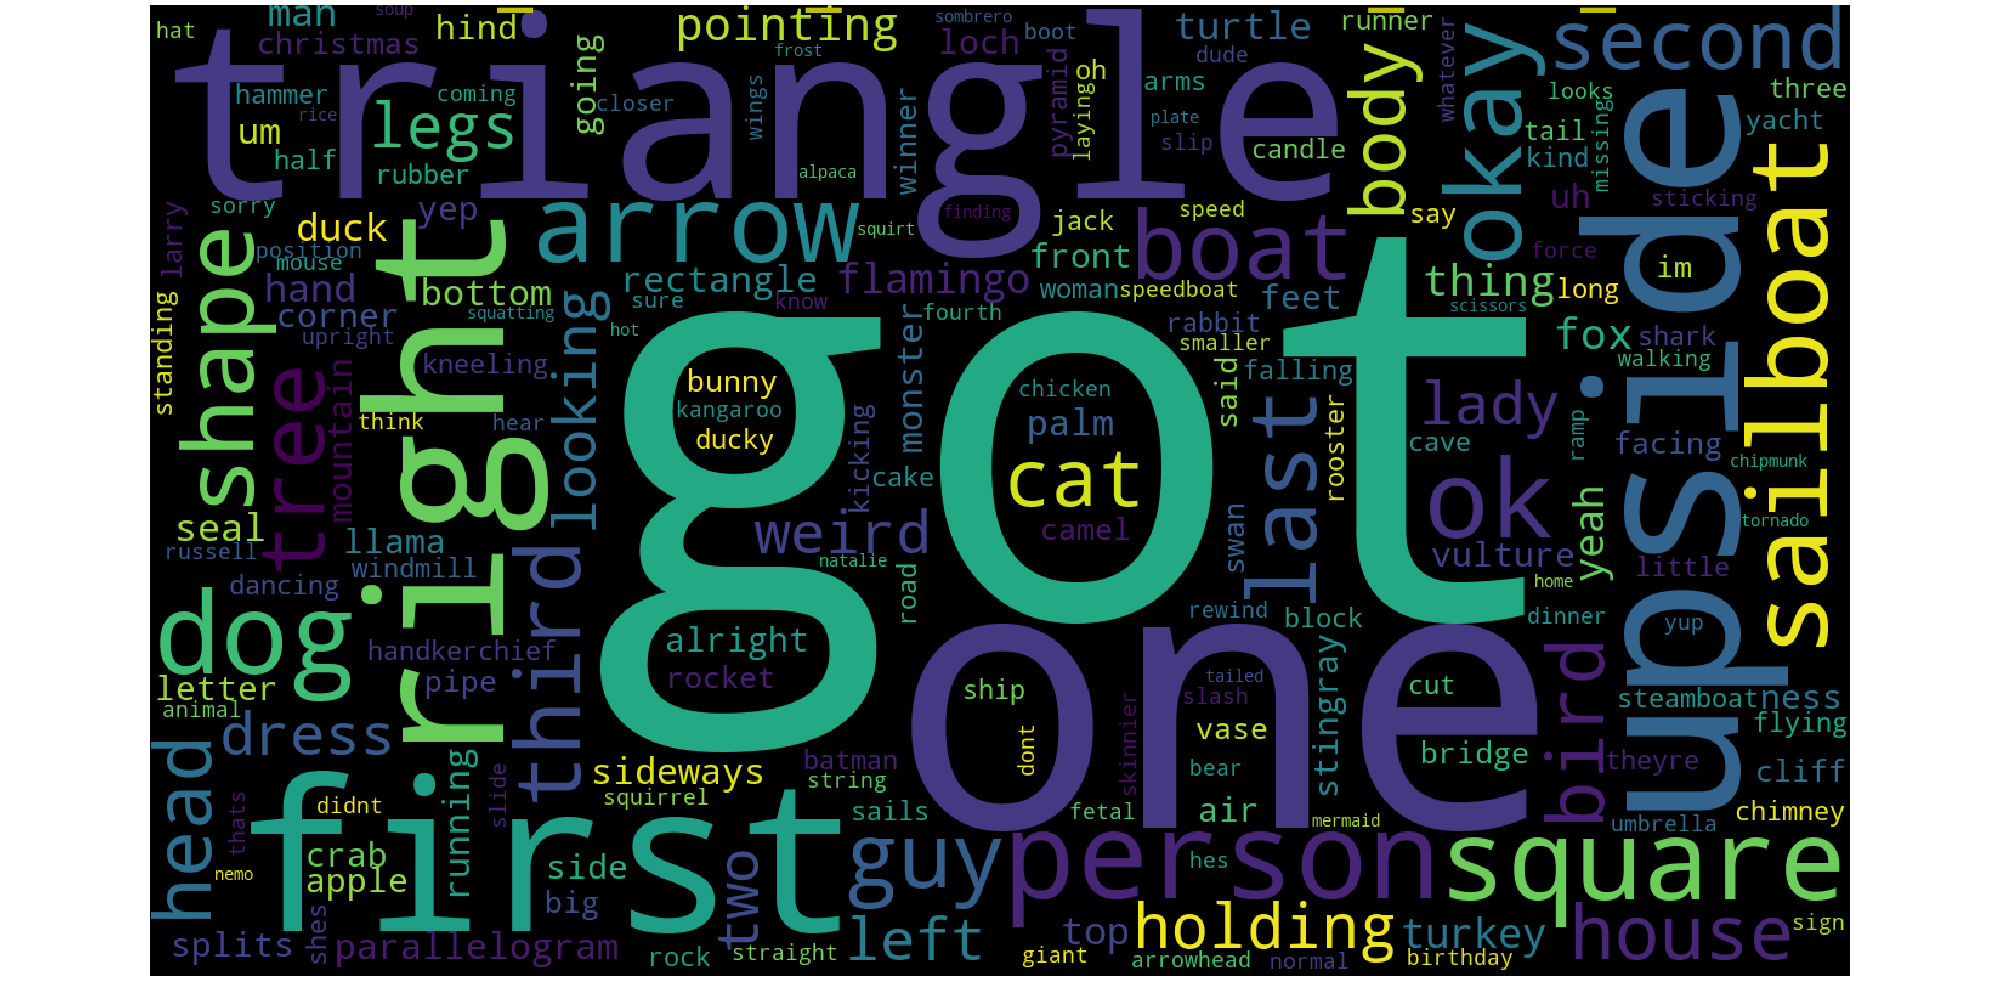 triangle
got
one
first
right
upside
sailboat
person
square
okay
second
arrow
boat
body
shape
dog
tree
third
last
ok
bird
house
guy
head
cat
lady
weird
holding
left
legs
dress
looking
pointing
thing
hat
man
soup
christmas
hind
going
loch
sombrero
boot
turtle
dude
runner
whatever
frost
hammer
rice
coming
closer
um
half
rubber
wings
winner
pyramid
laying
oh
arms
plate
slip
candle
alpaca
looks
three
tail
kind
missing
yacht
uh
sticking
larry
sorry
duck
yep
position
mouse
hand
bottom
corner
squatting
upright
finding
squirt
jack
speed
say
front
rectangle
flamingo
sure
know
woman
speedboat
feet
force
im
long
scissors
hot
monster
fourth
rabbit
smaller
fox
shark
walking
standing
mountain
kneeling
think
hear
bunny
kangaroo
ducky
chicken
palm
camel
said
falling
rooster
cave
ramp
facing
chipmunk
kicking
cake
seal
russell
llama
windmill
dancing
natalie
road
swan
vulture
yeah
tornado
little
home
rewind
block
dinner
yup
handkerchief
alright
rocket
pipe
letter
animal
ship
tailed
slash
stingray
cut
steamboat
ness
flying
vase
bridge
theyre
skinnier
dont
sideways
batman
string
squirrel
bear
cliff
running
slide
didnt
thats
sails
fetal
air
mermaid
umbrella
chimney
nemo
crab
apple
side
two
hes
big
splits
shes
parallelogram
rock
straight
top
giant
arrowhead
normal
turkey
birthday
sign